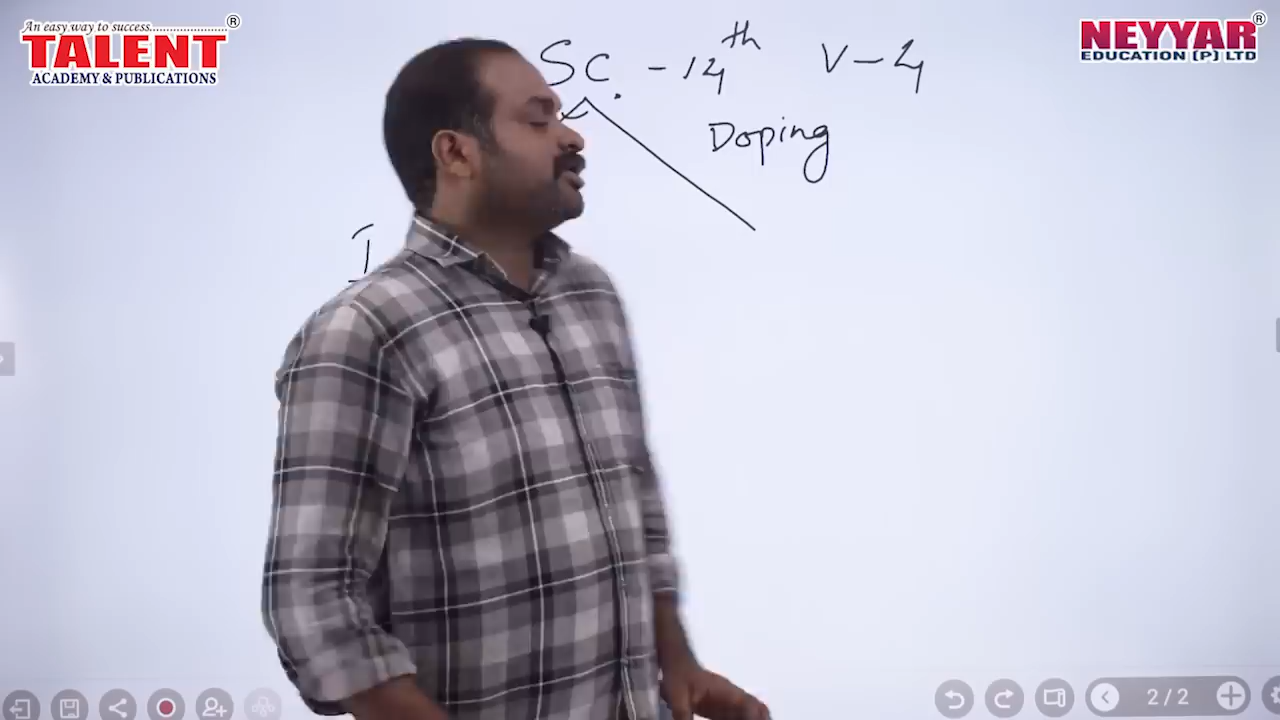 An easy way to success.......................
TALENT®
ACADEMY & PUBLICATIONS
NEYYAR®
EDUCATION (P) LTD
SC. - 14th V - 4
Doping
I
2/2